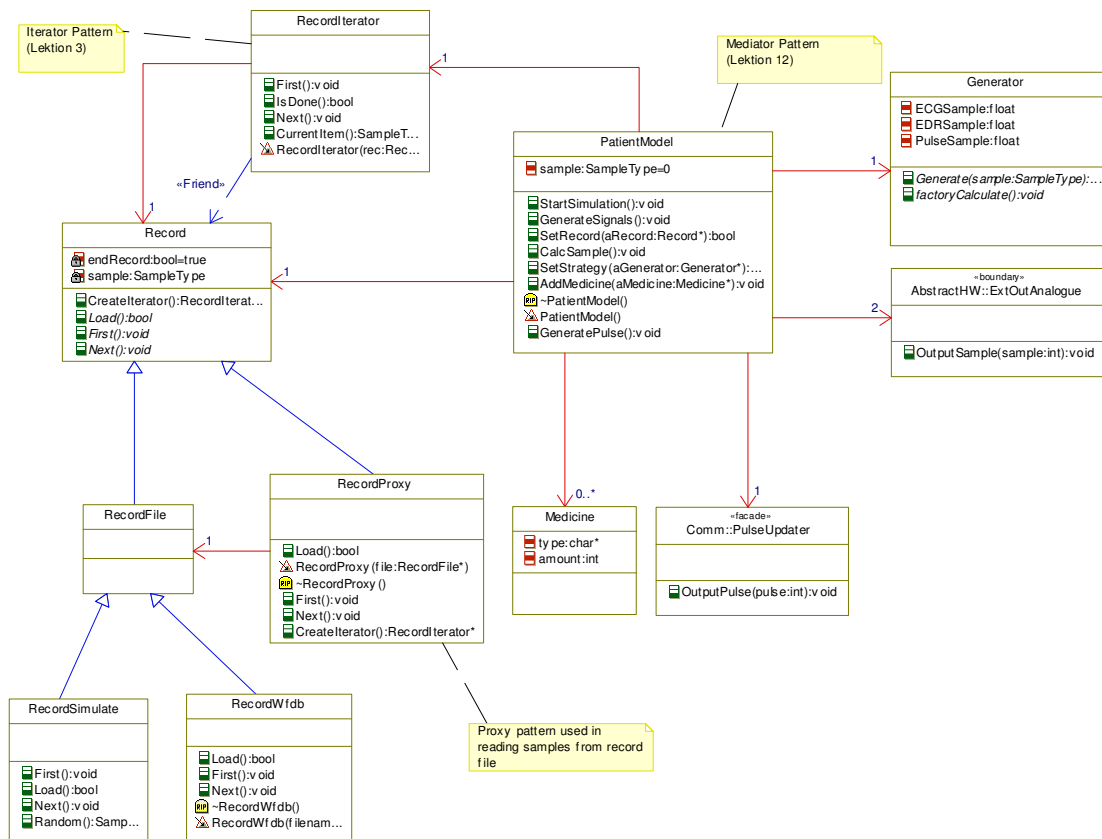 Iterator Pattern
(Lektion 3)
RecordIterator
First():void
IsDone():bool
Next():void
CurrentItem():SampleT...
RecordIterator(rec:Rec...
1
Mediator Pattern
(Lektion 12)
Generator
ECGSample:float
EDRSample:float
PulseSample:float
Generate(sample:SampleType):...
factoryCalculate():void
PatientModel
sample:SampleType=0
StartSimulation():void
GenerateSignals():void
SetRecord(aRecord:Record*):bool
CalcSample():void
SetStrategy(aGenerator:Generator*):...
AddMedicine(aMedicine:Medicine*):void
~PatientModel()
PatientModel()
GeneratePulse():void
1
«Friend»
1
Record
endRecord:bool=true
sample:SampleType
CreateIterator():RecordIterat...
Load():bool
First():void
Next():void
1
«boundary»
AbstractHW::ExtOutAnalogue
OutputSample(sample:int):void
2
RecordProxy
Load():bool
RecordProxy(file:RecordFile*)
~RecordProxy()
First():void
Next():void
CreateIterator():RecordIterator*
RecordFile
1
0..*
Medicine
type:char*
amount:int
1
«facade»
Comm::PulseUpdater
OutputPulse(pulse:int):void
RecordSimulate
First():void
Load():bool
Next():void
Random():Samp...
RecordWfdb
Load():bool
First():void
Next():void
~RecordWfdb()
RecordWfdb(filenam...
Proxy pattern used in
reading samples from record
file